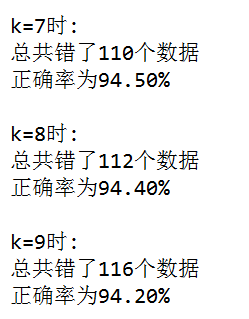 k=7时:
总共错了110个数据
正确率为94.50%
k=8时:
总共错了112个数据
正确率为94.40%
k=9时:
总共错了116个数据
正确率为94.20%